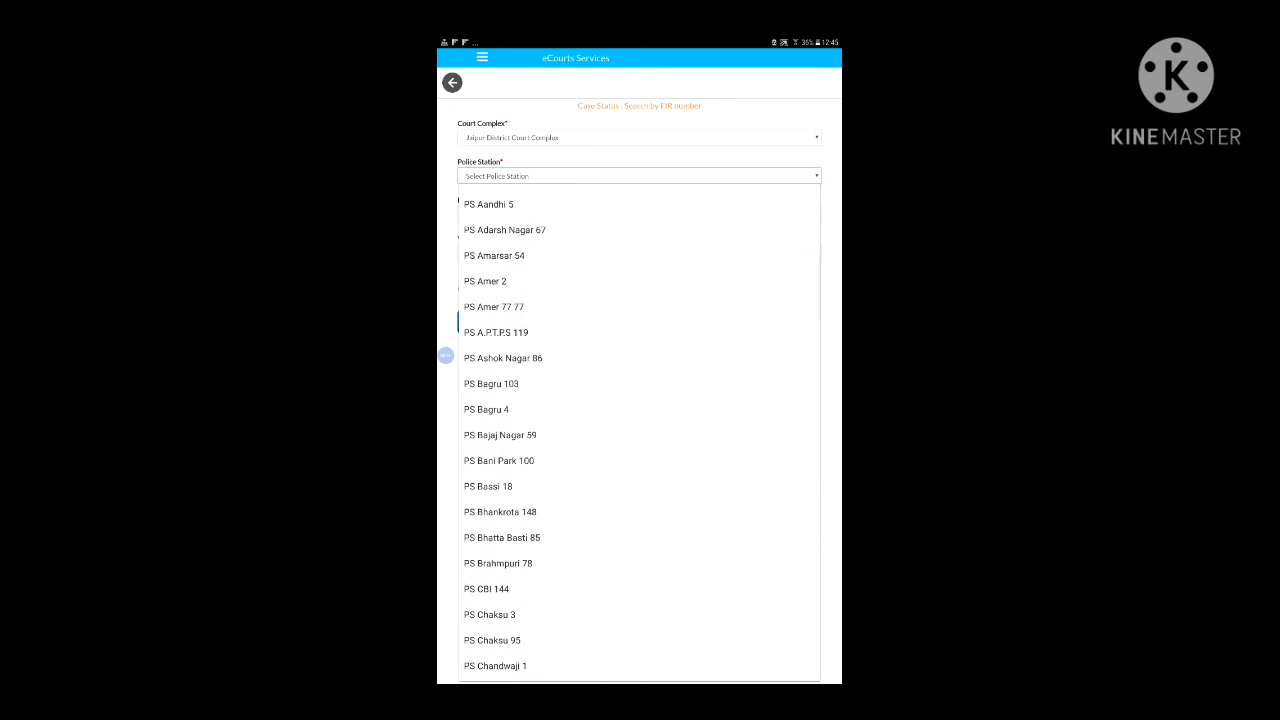 36% 12:45
eCourts Services
Case Status : Search by FIR number
Court Complex*
Jaipur District Court Complex
Police Station*
Select Police Station
PS Aandhi 5
PS Adarsh Nagar 67
PS Amarsar 54
PS Amer 2
PS Amer 77 77
PS A.P.T.P.S 119
PS Ashok Nagar 86
PS Bagru 103
PS Bagru 4
PS Bajaj Nagar 59
PS Bani Park 100
PS Bassi 18
PS Bhankrota 148
PS Bhatta Basti 85
PS Brahmpuri 78
PS CBI 144
PS Chaksu 3
PS Chaksu 95
PS Chandwaji 1
K
KINEMASTER